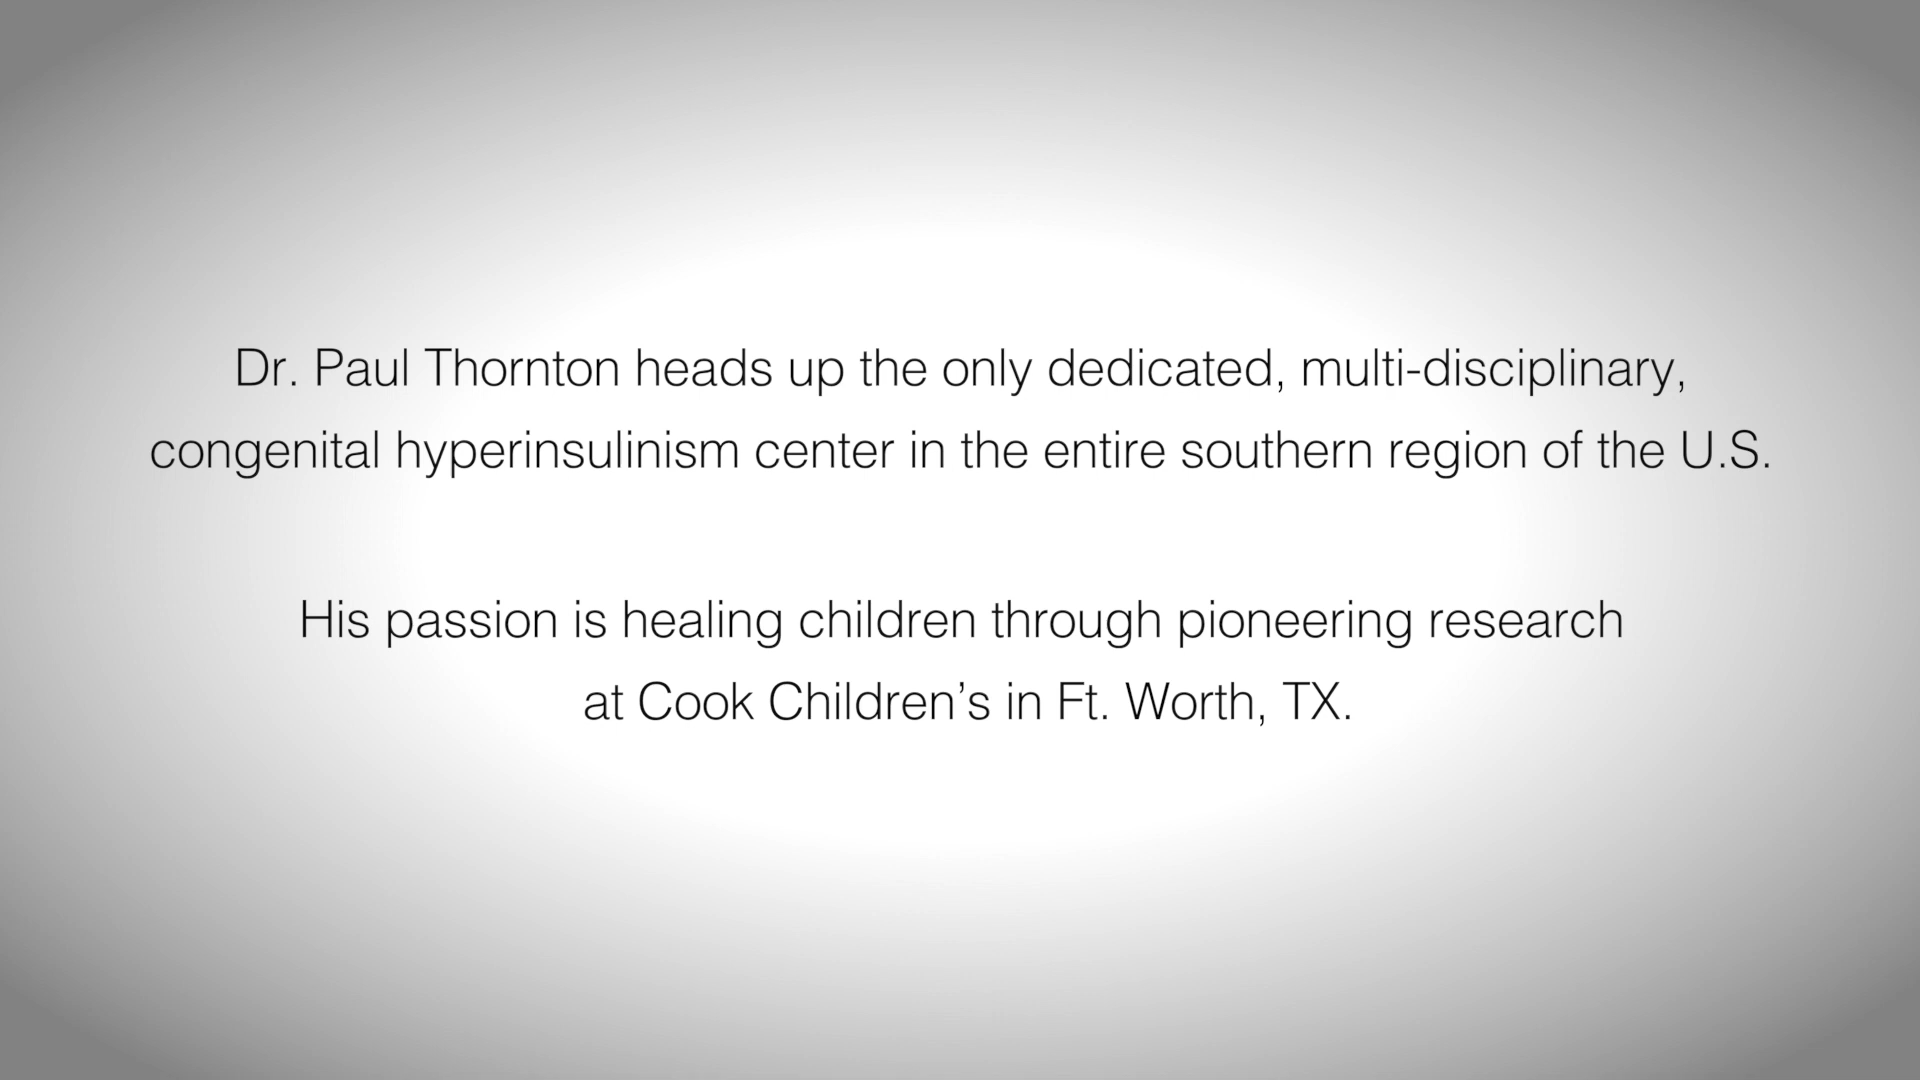 Dr. Paul Thornton heads up the only dedicated, multi-disciplinary,
congenital hyperinsulinism center in the entire southern region of the U.S.
His passion is healing children through pioneering research
at Cook Children’s in Ft. Worth, TX.